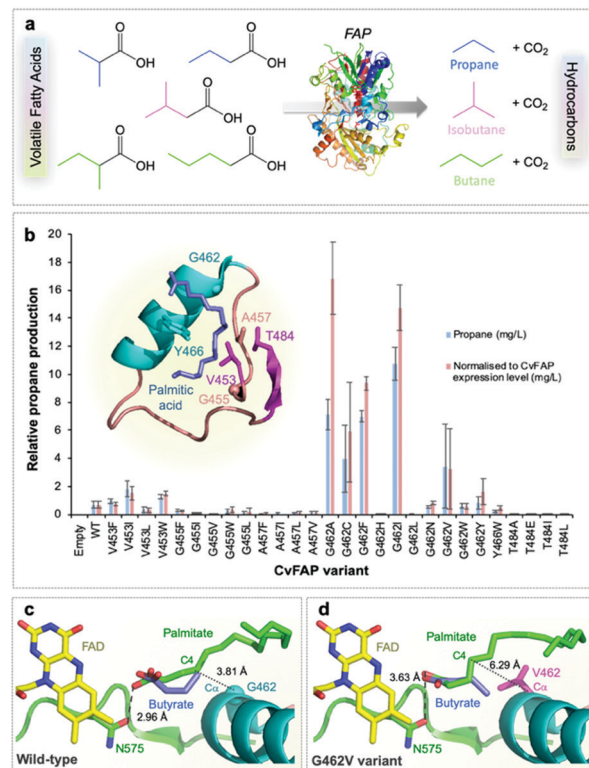 a
Volatile Fatty Acids
O
OH
O
OH
O
OH
O
OH
O
OH
FAP
Propane
+ CO2
Isobutane
+ CO2
Butane
+ CO2
Hydrocarbons
b
Relative propane production
20
18
16
14
12
10
8
6
4
2
0
G462
A457
T484
Y466
V453
Palmitic
acid
G455
Propane (mg/L)
Normalised to CvFAP
expression level (mg/L)
Empty
WT
V453F
V453I
V453L
V453W
G455F
G455I
G455V
G455W
G455L
A457F
A457I
A457L
A457V
G462A
G462C
G462F
G462H
G462I
G462L
G462N
G462V
G462W
G462Y
Y466W
T484A
T484E
T484I
T484L
CvFAP variant
c
FAD
Palmitate
C4
3.81 Å
Cα
G462
Butyrate
2.96 Å
N575
Wild-type
d
FAD
Palmitate
C4
6.29 Å
3.63 Å
V462
Cα
Butyrate
N575
G462V variant